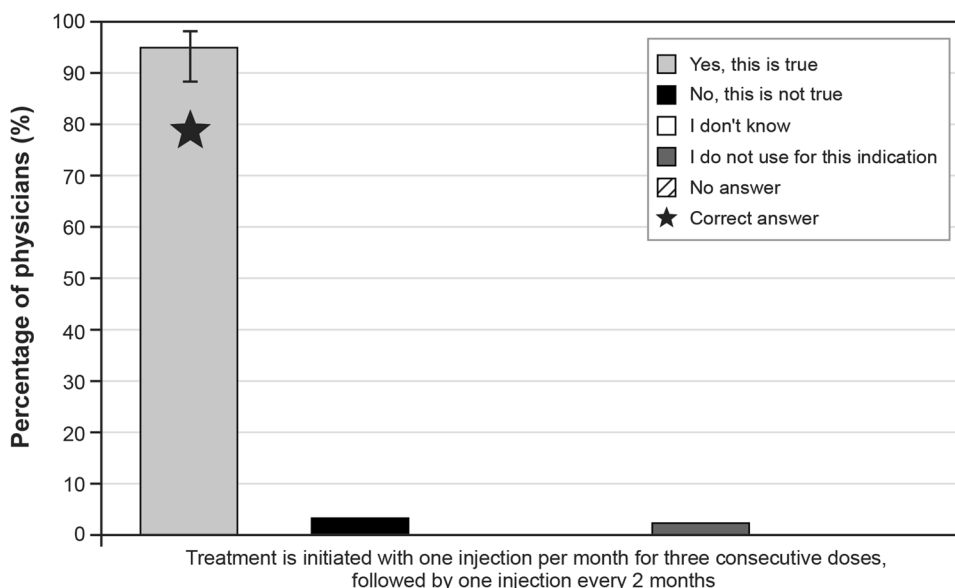 Percentage of physicians (%)
100
90
80
70
60
50
40
30
20
10
0
Yes, this is true
No, this is not true
I don't know
I do not use for this indication
No answer
Correct answer
Treatment is initiated with one injection per month for three consecutive doses,
followed by one injection every 2 months